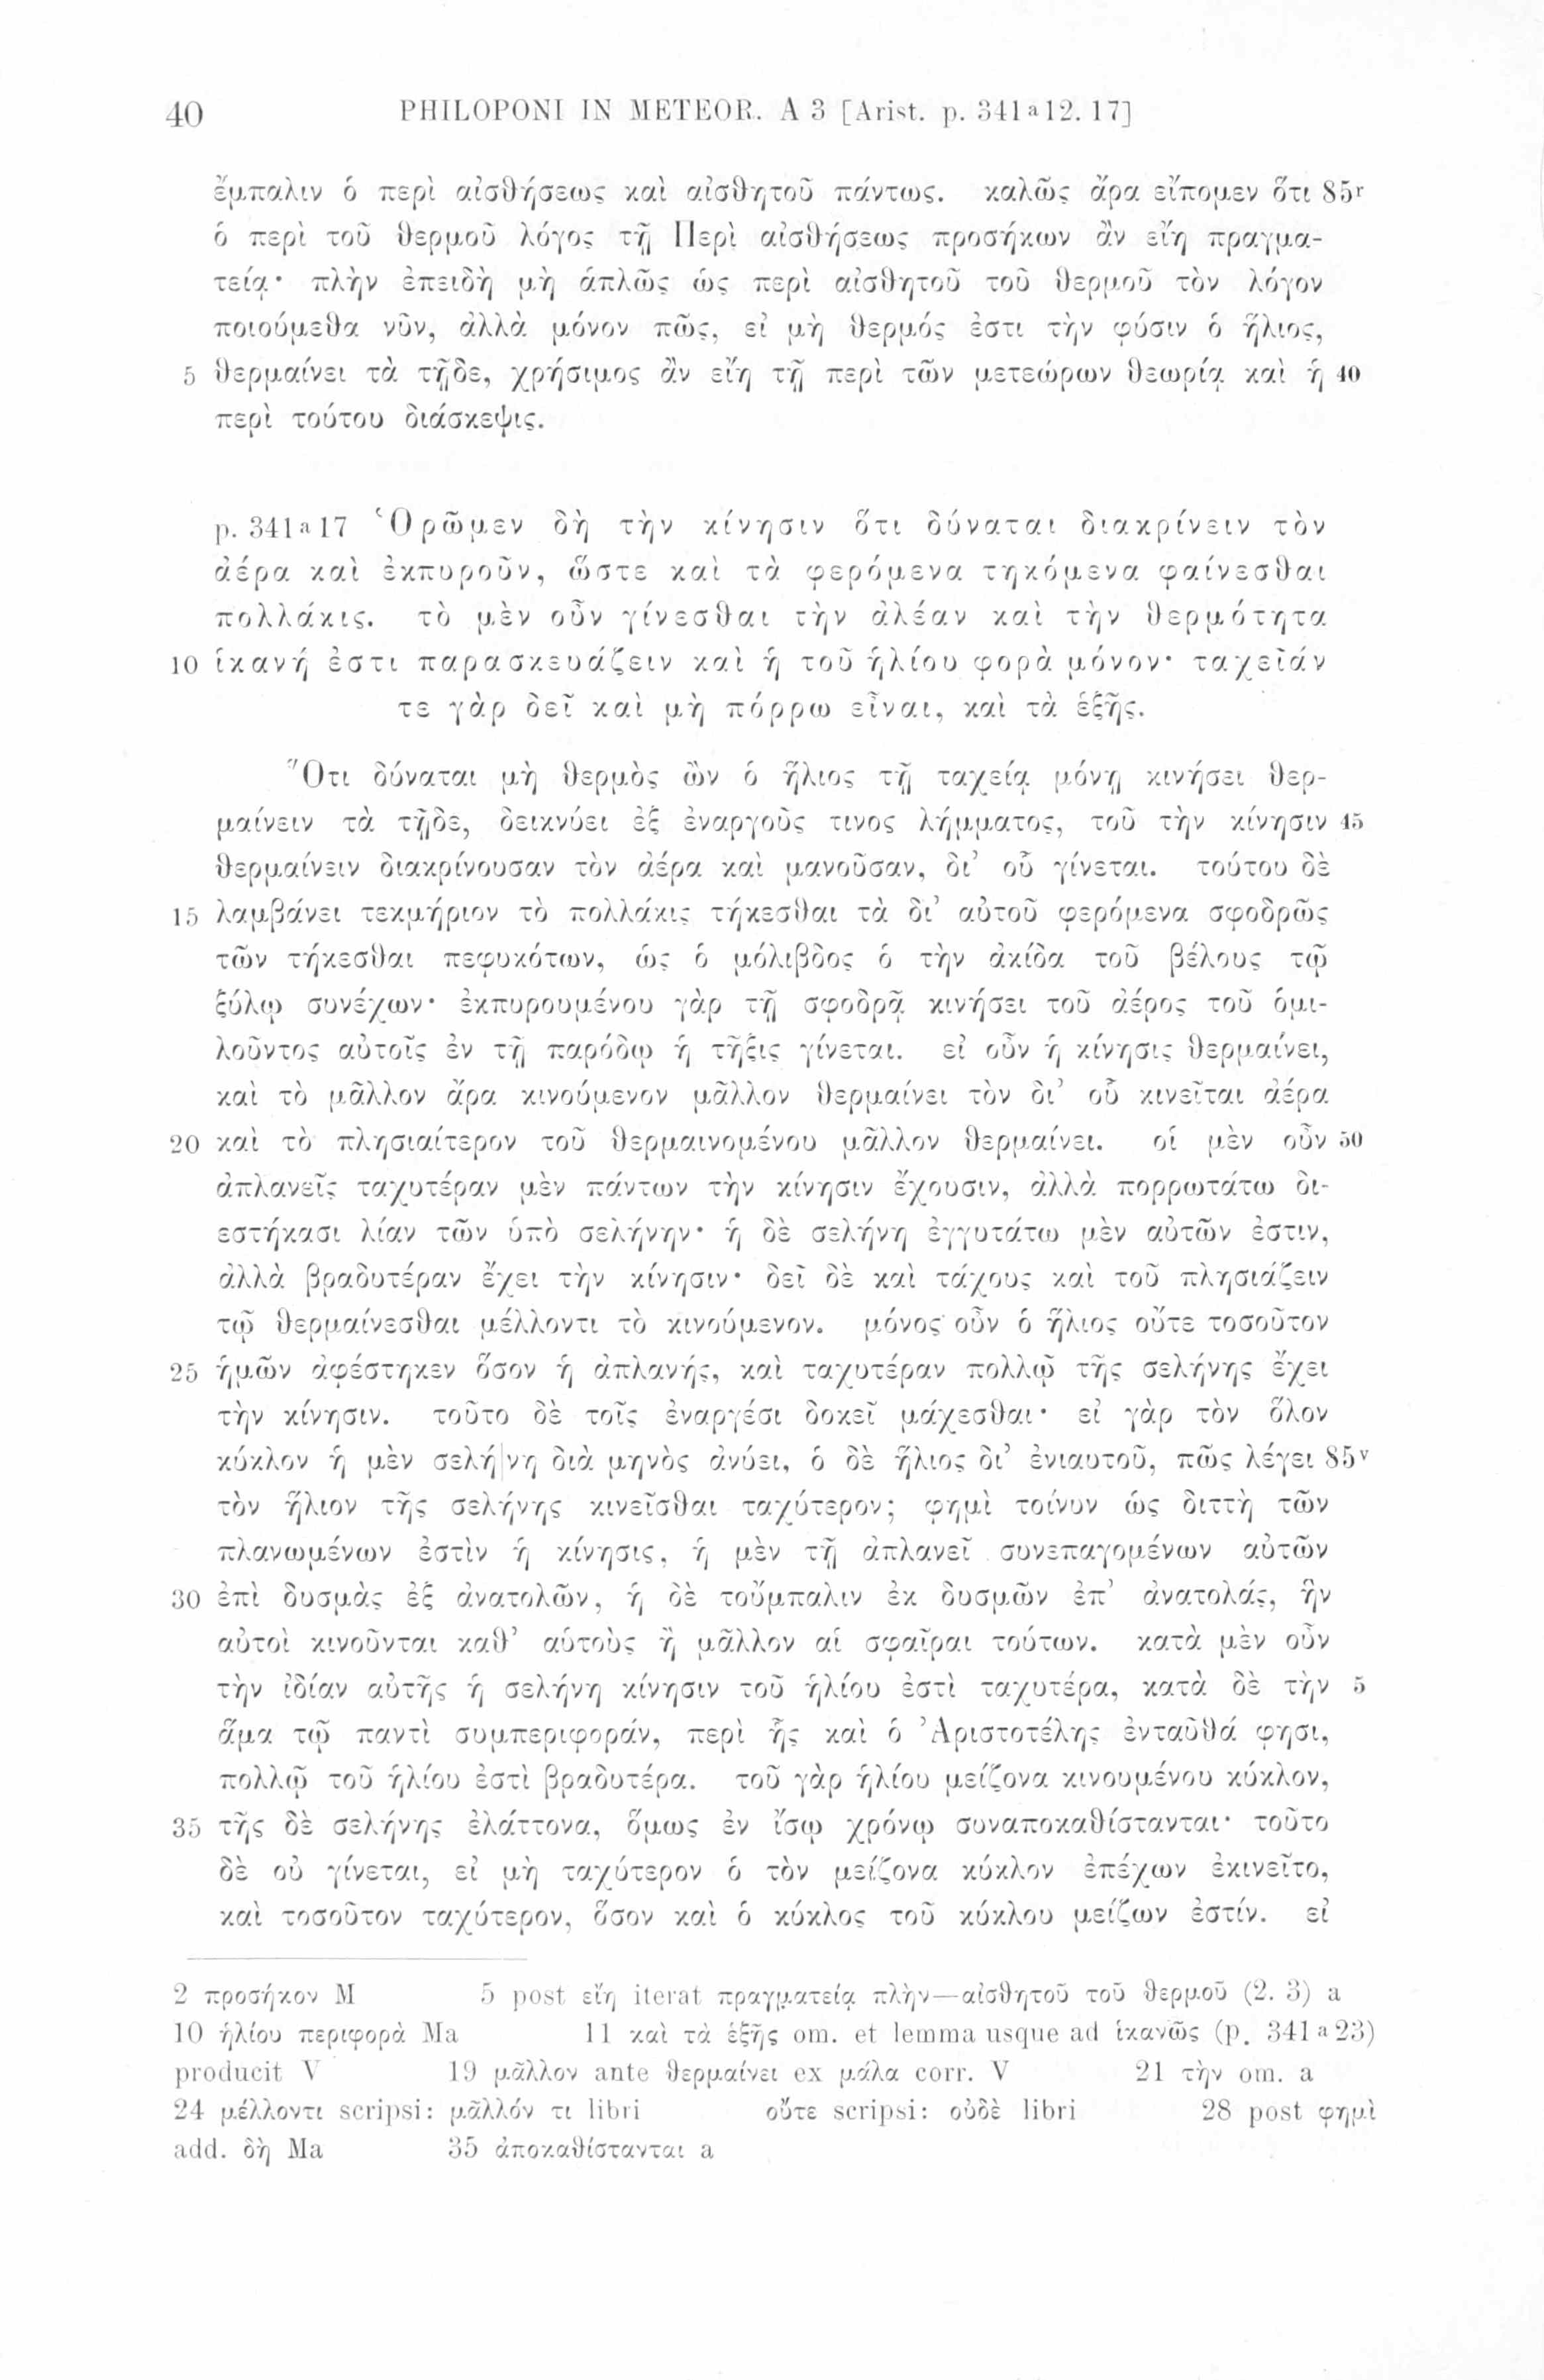 40 PHILOPONI IN METEOR. A 3 [Arist. p. 341ᵃ12. 17]
ἔμπαλιν ὁ περὶ αἰσθήσεως καὶ αἰσθητοῦ πάντως. καλῶς ἄρα εἴπομεν ὅτι 85ʳ
ὁ περὶ τοῦ θερμοῦ λόγος τῇ Περὶ αἰσθήσεως προσήκων ἂν εἴη πραγμα-
τείᾳ· πλὴν ἐπειδὴ μὴ ἁπλῶς ὡς περὶ αἰσθητοῦ τοῦ θερμοῦ τὸν λόγον
ποιούμεθα νῦν, ἀλλὰ μόνον πῶς, εἰ μὴ θερμός ἐστι τὴν φύσιν ὁ ἥλιος,
5 θερμαίνει τὰ τῇδε, χρήσιμος ἂν εἴη τῇ περὶ τῶν μετεώρων θεωρίᾳ καὶ ἡ 40
περὶ τούτου διάσκεψις.
p. 341ᵃ17 Ὁρῶμεν δὴ τὴν κίνησιν ὅτι δύναται διακρίνειν τὸν
ἀέρα καὶ ἐκπυροῦν, ὥστε καὶ τὰ φερόμενα τηκόμενα φαίνεσθαι
πολλάκις. τὸ μὲν οὖν γίνεσθαι τὴν ἀλέαν καὶ τὴν θερμότητα
10 ἱκανή ἐστι παρασκευάζειν καὶ ἡ τοῦ ἡλίου φορὰ μόνον· ταχεῖάν
τε γὰρ δεῖ καὶ μὴ πόρρω εἶναι, καὶ τὰ ἑξῆς.
Ὅτι δύναται μὴ θερμὸς ὢν ὁ ἥλιος τῇ ταχείᾳ μόνῃ κινήσει θερ-
μαίνειν τὰ τῇδε, δεικνύει ἐξ ἐναργοῦς τινος λήμματος, τοῦ τὴν κίνησιν 45
θερμαίνειν διακρίνουσαν τὸν ἀέρα καὶ μανοῦσαν, δι’ οὗ γίνεται. τούτου δὲ
15 λαμβάνει τεκμήριον τὸ πολλάκις τήκεσθαι τὰ δι’ αὐτοῦ φερόμενα σφοδρῶς
τῶν τήκεσθαι πεφυκότων, ὡς ὁ μόλιβδος ὁ τὴν ἀκίδα τοῦ βέλους τῷ
ξύλῳ συνέχων· ἐκπυρουμένου γὰρ τῇ σφοδρᾷ κινήσει τοῦ ἀέρος τοῦ ὁμι-
λοῦντος αὐτοῖς ἐν τῇ παρόδῳ ἡ τῆξις γίνεται. εἰ οὖν ἡ κίνησις θερμαίνει,
καὶ τὸ μᾶλλον ἄρα κινούμενον μᾶλλον θερμαίνει τὸν δι’ οὗ κινεῖται ἀέρα
20 καὶ τὸ πλησιαίτερον τοῦ θερμαινομένου μᾶλλον θερμαίνει. οἱ μὲν οὖν 50
ἀπλανεῖς ταχυτέραν μὲν πάντων τὴν κίνησιν ἔχουσιν, ἀλλὰ πορρωτάτω δι-
εστήκασι λίαν τῶν ὑπὸ σελήνην· ἡ δὲ σελήνη ἐγγυτάτω μὲν αὐτῶν ἐστιν,
ἀλλὰ βραδυτέραν ἔχει τὴν κίνησιν· δεῖ δὲ καὶ τάχους καὶ τοῦ πλησιάζειν
τῷ θερμαίνεσθαι μέλλοντι τὸ κινούμενον. μόνος οὖν ὁ ἥλιος οὔτε τοσοῦτον
25 ἡμῶν ἀφέστηκεν ὅσον ἡ ἀπλανής, καὶ ταχυτέραν πολλῷ τῆς σελήνης ἔχει
τὴν κίνησιν. τοῦτο δὲ τοῖς ἐναργέσι δοκεῖ μάχεσθαι· εἰ γὰρ τὸν ὅλον
κύκλον ἡ μὲν σελή|νη διὰ μηνὸς ἀνύει, ὁ δὲ ἥλιος δι’ ἐνιαυτοῦ, πῶς λέγει 85ᵛ
τὸν ἥλιον τῆς σελήνης κινεῖσθαι ταχύτερον; φημὶ τοίνυν ὡς διττὴ τῶν
πλανωμένων ἐστὶν ἡ κίνησις, ἡ μὲν τῇ ἀπλανεῖ συνεπαγομένων αὐτῶν
30 ἐπὶ δυσμὰς ἐξ ἀνατολῶν, ἡ δὲ τοὔμπαλιν ἐκ δυσμῶν ἐπ’ ἀνατολάς, ἣν
αὐτοὶ κινοῦνται καθ’ αὑτοὺς ἢ μᾶλλον αἱ σφαῖραι τούτων. κατὰ μὲν οὖν
τὴν ἰδίαν αὐτῆς ἡ σελήνη κίνησιν τοῦ ἡλίου ἐστὶ ταχυτέρα, κατὰ δὲ τὴν 5
ἅμα τῷ παντὶ συμπεριφοράν, περὶ ἧς καὶ ὁ Ἀριστοτέλης ἐνταῦθά φησι,
πολλῷ τοῦ ἡλίου ἐστὶ βραδυτέρα. τοῦ γὰρ ἡλίου μείζονα κινουμένου κύκλον,
35 τῆς δὲ σελήνης ἐλάττονα, ὅμως ἐν ἴσῳ χρόνῳ συναποκαθίστανται· τοῦτο
δὲ οὐ γίνεται, εἰ μὴ ταχύτερον ὁ τὸν μείζονα κύκλον ἐπέχων ἐκινεῖτο,
καὶ τοσοῦτον ταχύτερον, ὅσον καὶ ὁ κύκλος τοῦ κύκλου μείζων ἐστίν. εἰ
2 προσήκον M 5 post εἴη iterat πραγματείᾳ πλὴν—αἰσθητοῦ τοῦ θερμοῦ (2. 3) a
10 ἡλίου περιφορὰ Ma 11 καὶ τὰ ἑξῆς om. et lemma usque ad ἱκανῶς (p. 341ᵃ23)
producit V 19 μᾶλλον ante θερμαίνει ex μάλα corr. V 21 τὴν om. a
24 μέλλοντι scripsi: μᾶλλόν τι libri οὔτε scripsi: οὐδὲ libri 28 post φημὶ
add. δὴ Ma 35 ἀποκαθίστανται a